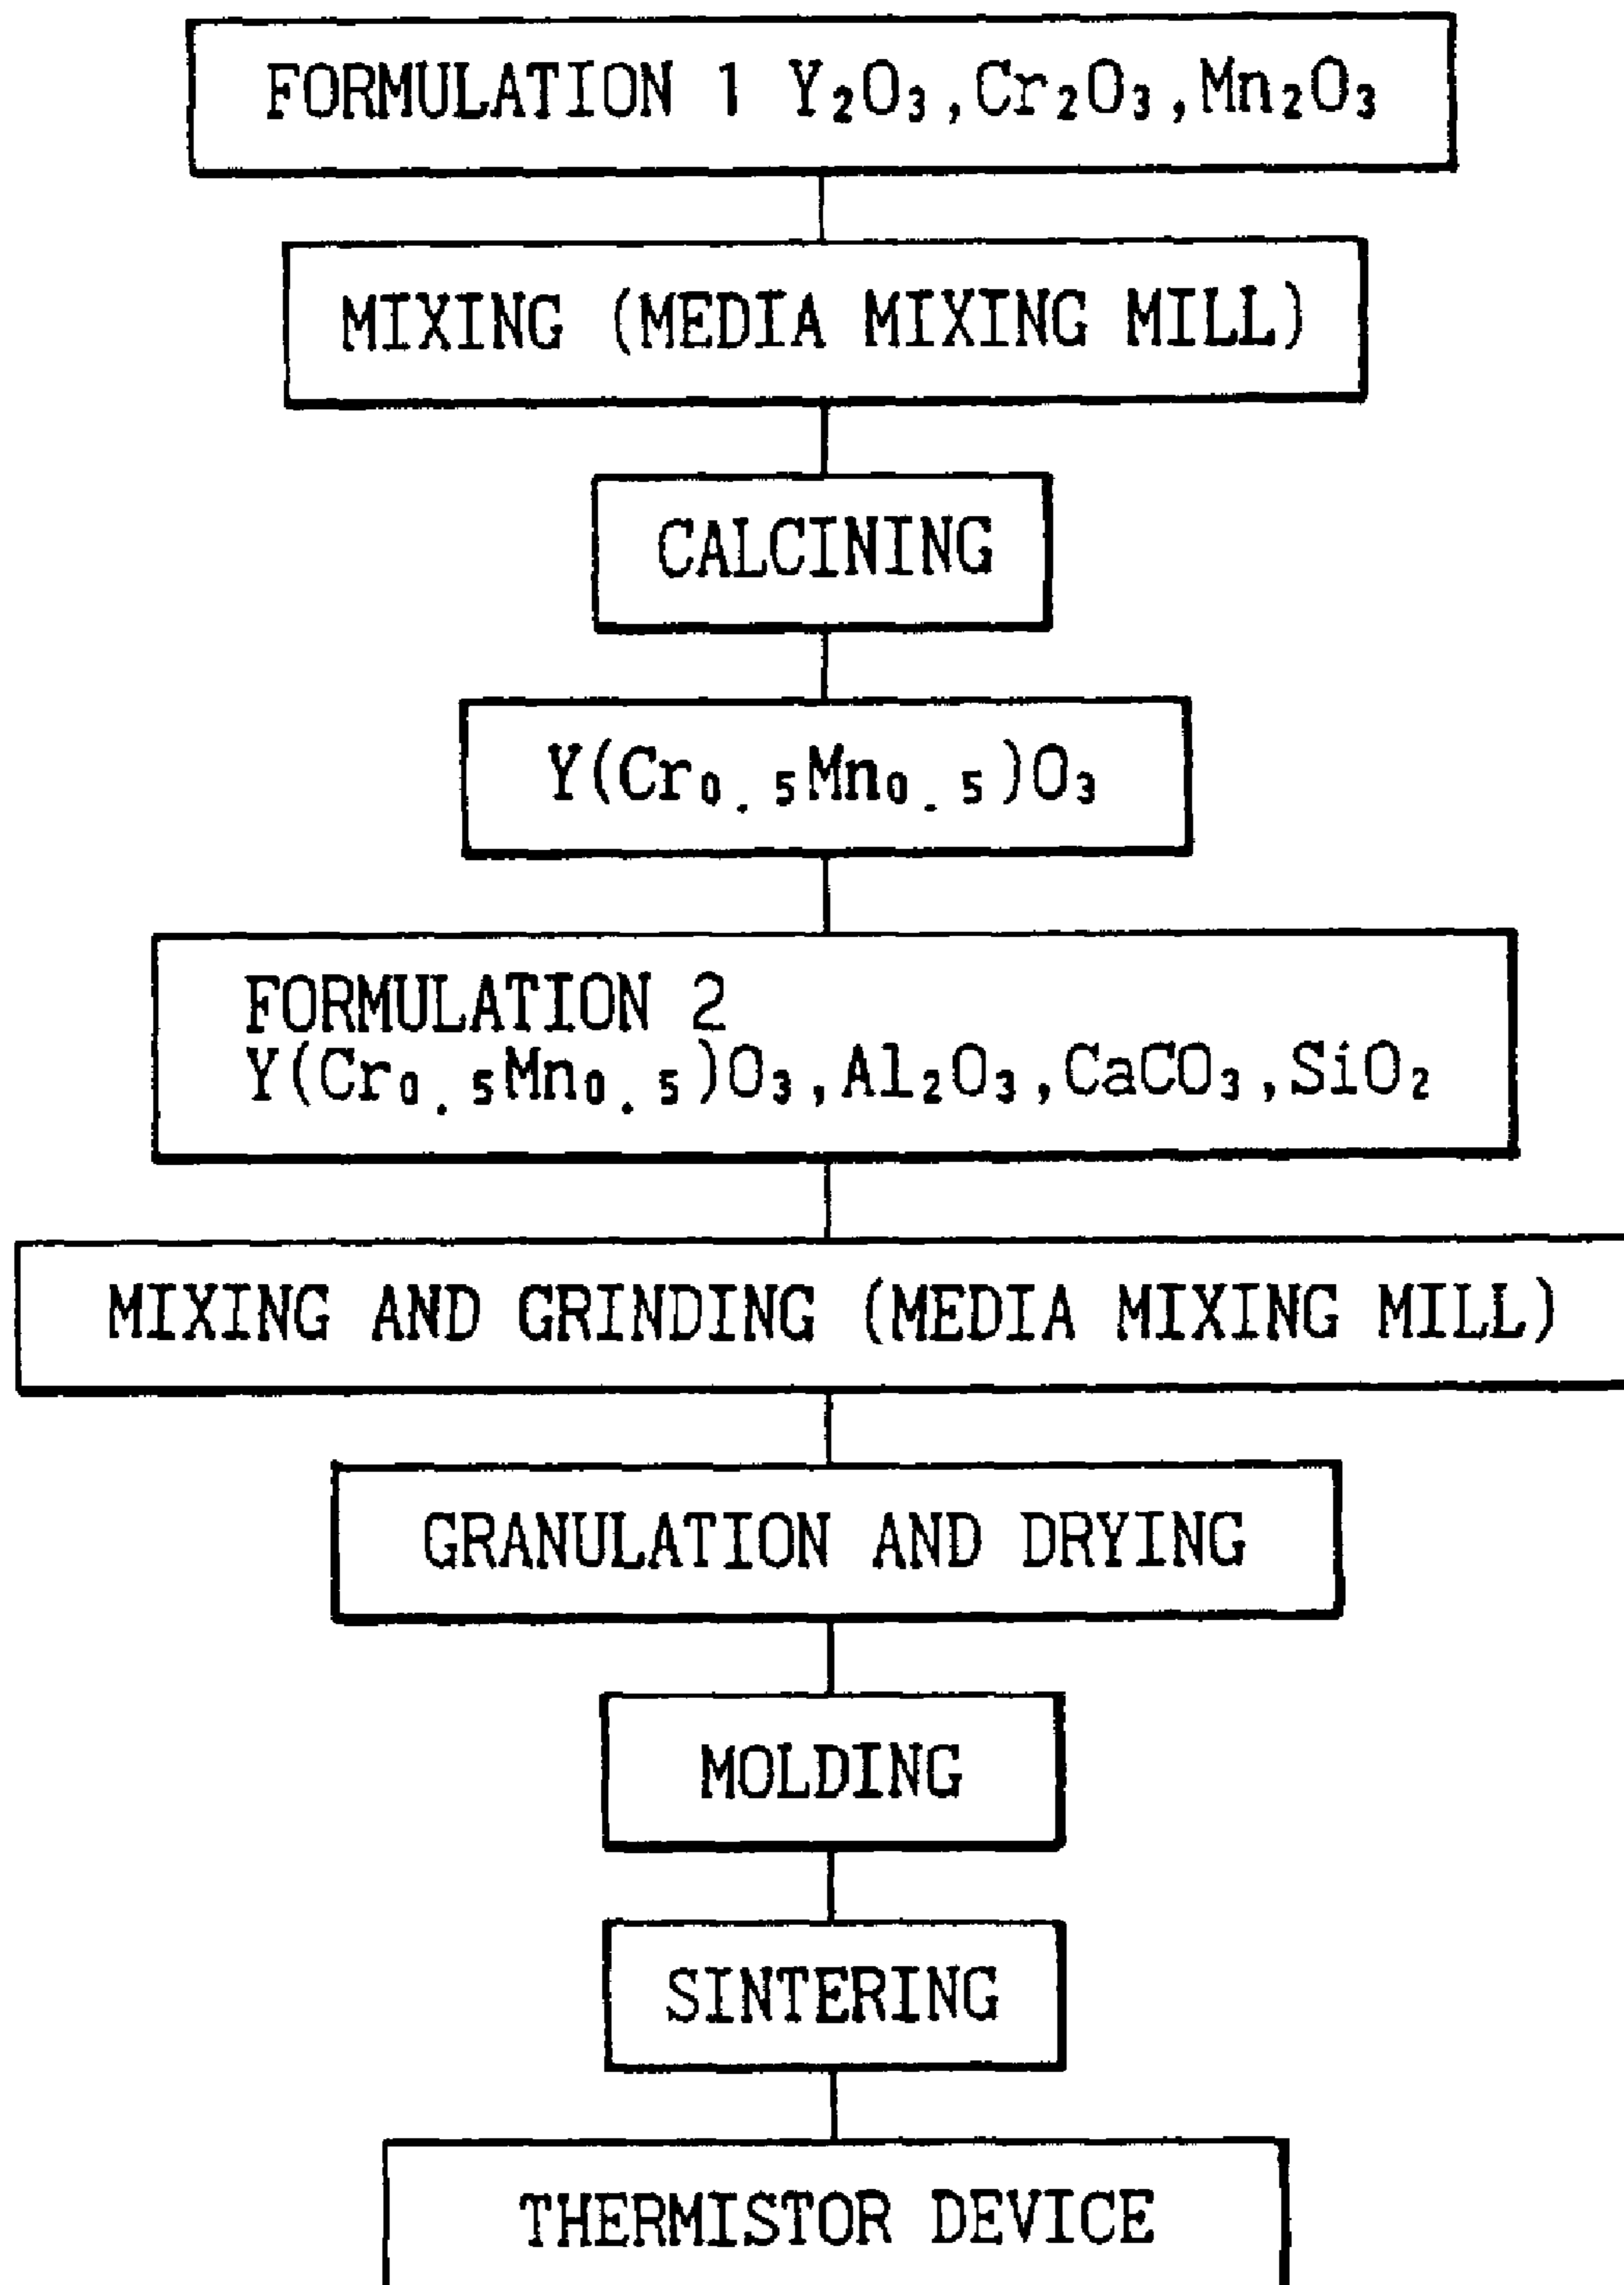 FORMULATION 1 Y₂O₃,Cr₂O₃,Mn₂O₃
MIXING (MEDIA MIXING MILL)
CALCINING
Y(Cr₀.₅Mn₀.₅)O₃
FORMULATION 2
Y(Cr₀.₅Mn₀.₅)O₃,Al₂O₃,CaCO₃,SiO₂
MIXING AND GRINDING (MEDIA MIXING MILL)
GRANULATION AND DRYING
MOLDING
SINTERING
THERMISTOR DEVICE